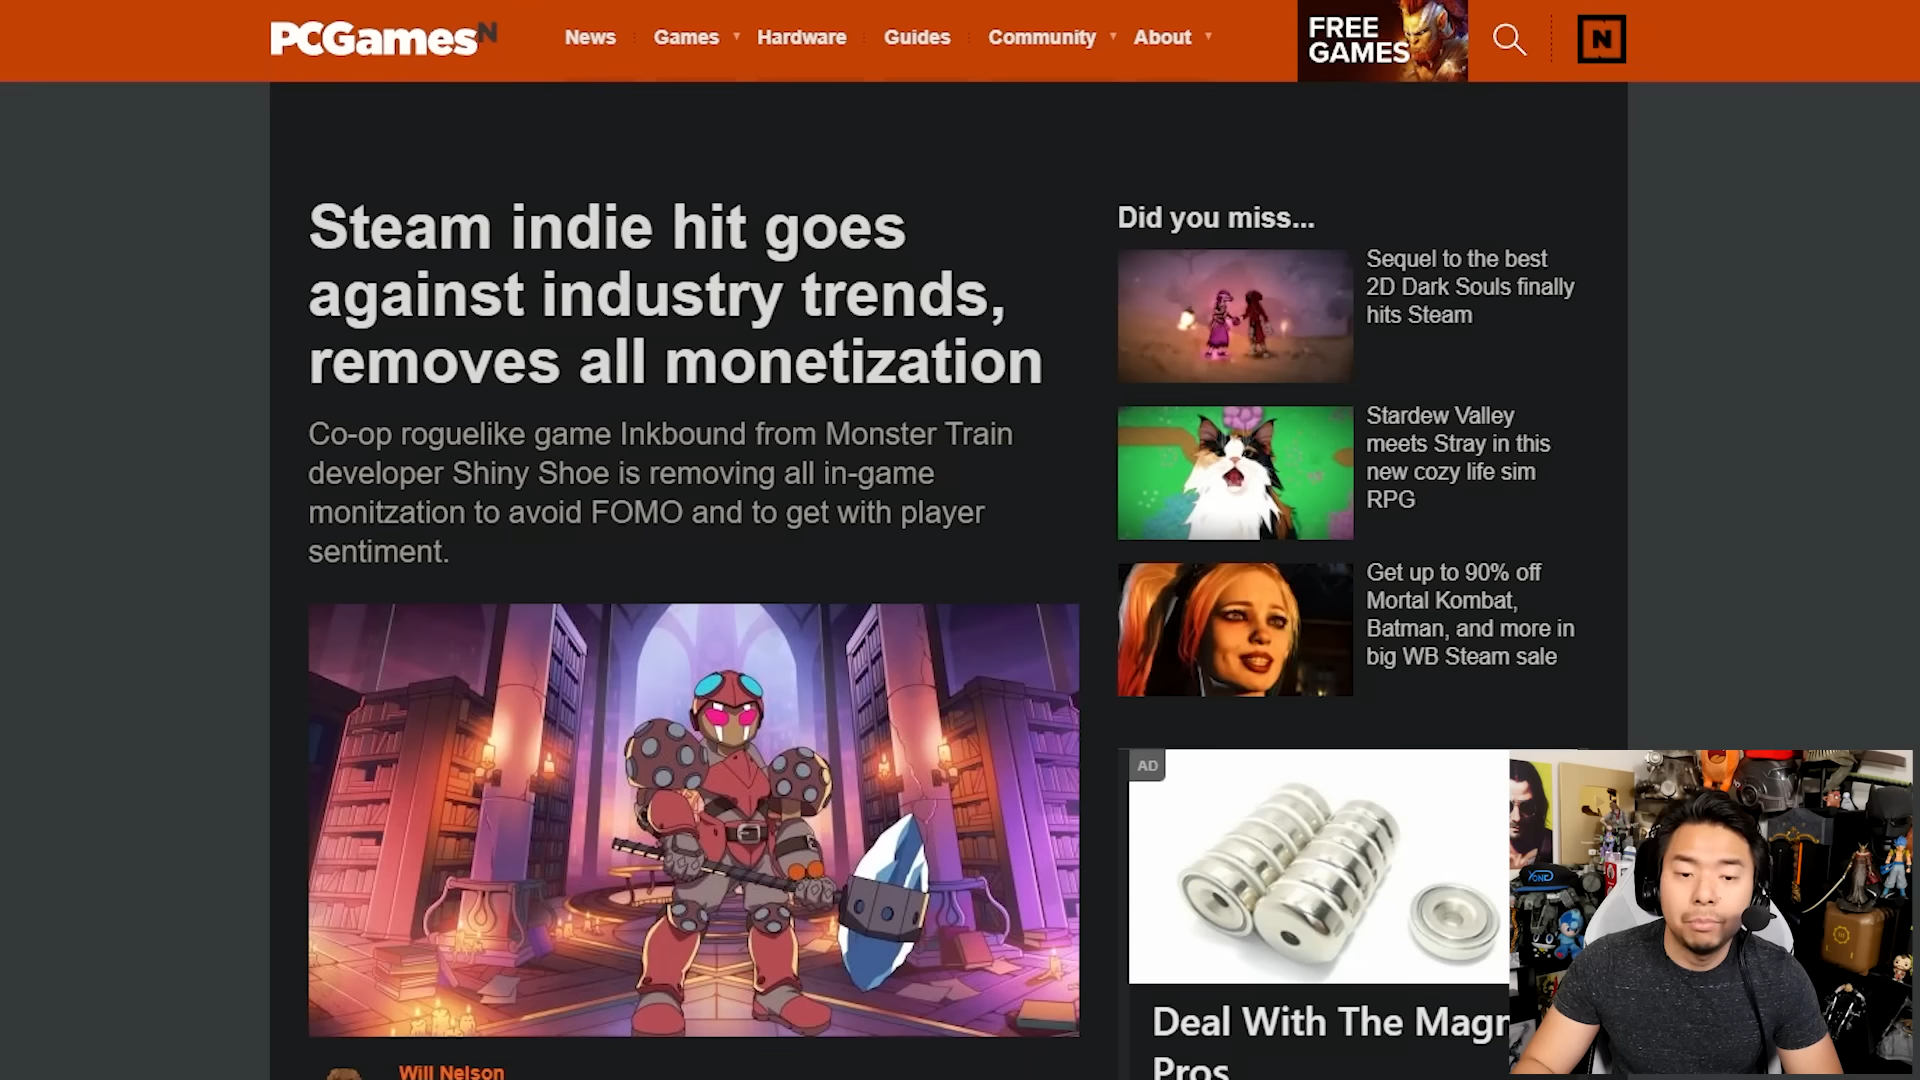 PCGamesN
News
Games
Hardware
Guides
Community
About
FREE
GAMES
N
Steam indie hit goes
against industry trends,
removes all monetization
Co-op roguelike game Inkbound from Monster Train
developer Shiny Shoe is removing all in-game
monitzation to avoid FOMO and to get with player
sentiment.
Will Nelson
Did you miss...
Sequel to the best
2D Dark Souls finally
hits Steam
Stardew Valley
meets Stray in this
new cozy life sim
RPG
Get up to 90% off
Mortal Kombat,
Batman, and more in
big WB Steam sale
AD
Deal With The Magn
Pros